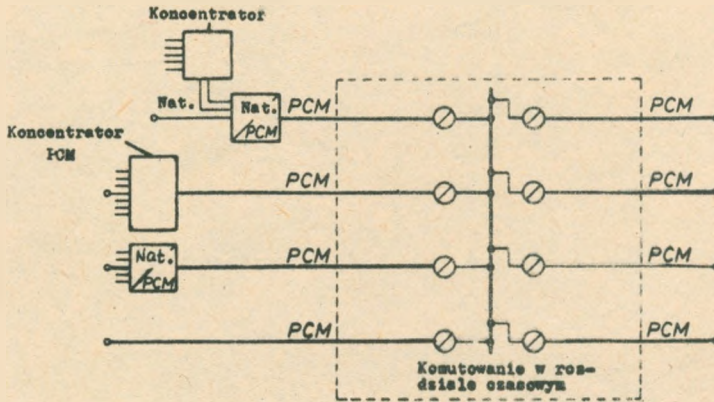 Koncentrator
Nat.
Nat.
/PCM
PCM
PCM
Koncentrator
PCM
PCM
PCM
Nat.
/PCM
PCM
PCM
PCM
PCM
Komutowanie w roz-
dziale czasowym